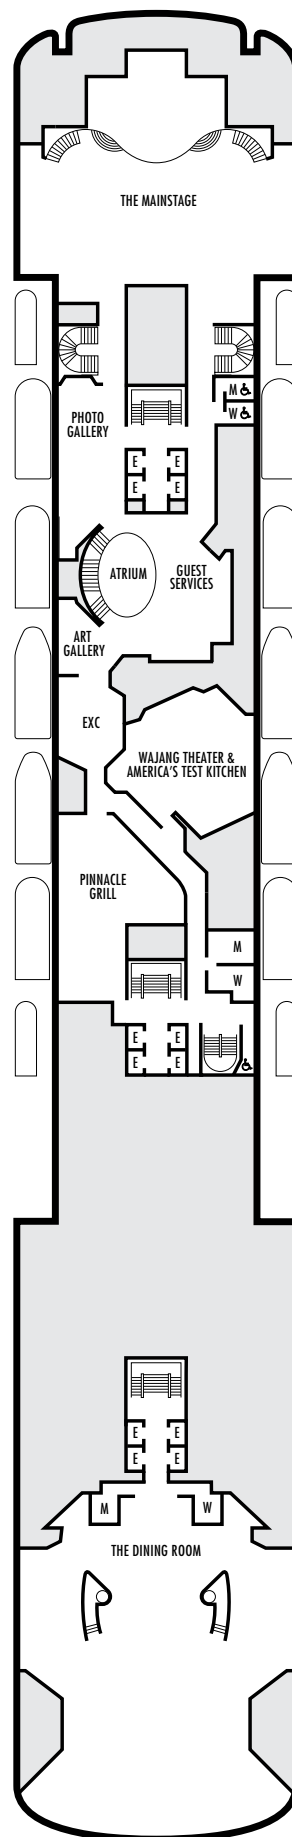 THE MAINSTAGE
M
W
PHOTO
GALLERY
E E
E E
ATRIUM
GUEST
SERVICES
ART
GALLERY
EXC
WAJANG THEATER &
AMERICA'S TEST KITCHEN
PINNACLE
GRILL
M
W
E E
E E
E E
E E
M W
THE DINING ROOM